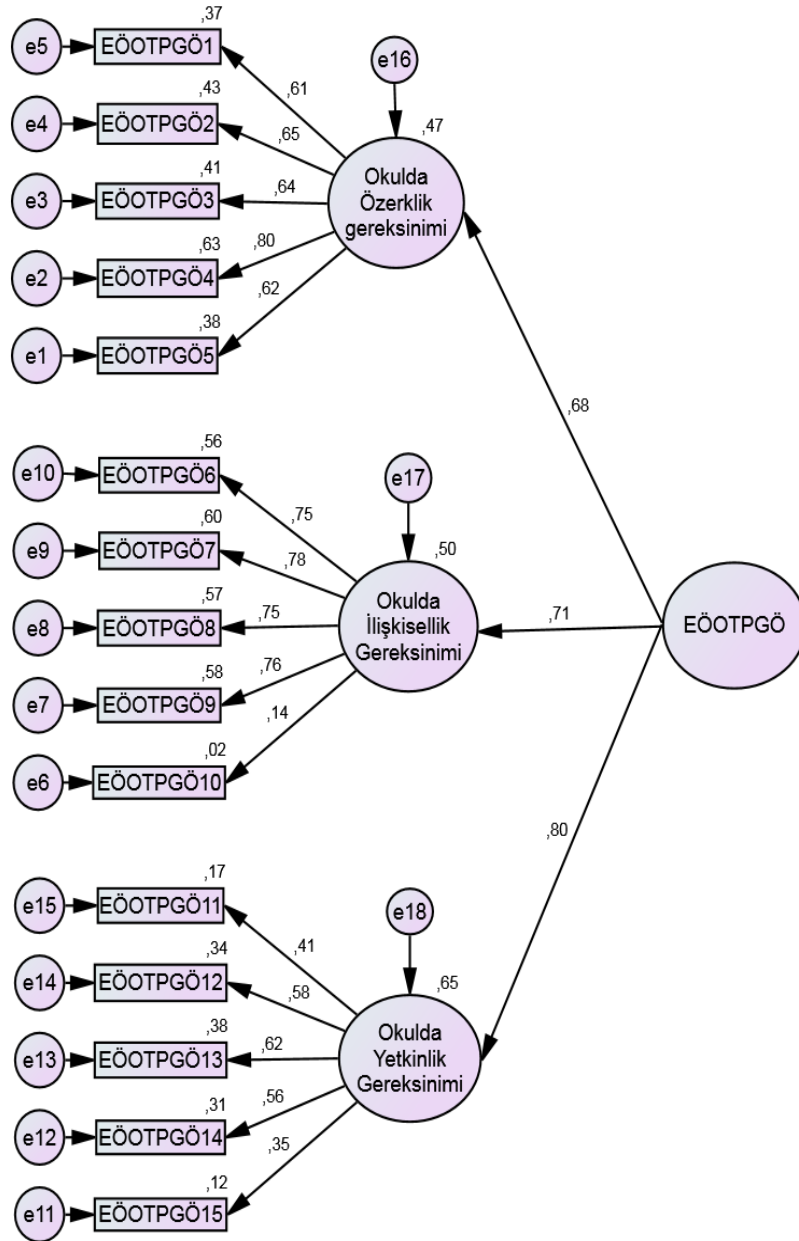 ,37
e5 EÖOTPGÖ1
e16
,61
,43
,47
e4 EÖOTPGÖ2
,65
Okulda
Özerklik
gereksinimi
,41
e3 EÖOTPGÖ3
,64
,63
,80
e2 EÖOTPGÖ4
,62
,38
e1 EÖOTPGÖ5
,68
,56
e10 EÖOTPGÖ6
e17
,75
,60
,50
e9 EÖOTPGÖ7
,78
Okulda
İlişkisellik
Gereksinimi
,57
e8 EÖOTPGÖ8
,75
,71
EÖOTPGÖ
,58
,76
e7 EÖOTPGÖ9
,14
,02
e6 EÖOTPGÖ10
,80
,17
e15 EÖOTPGÖ11
e18
,41
,34
,65
e14 EÖOTPGÖ12
,58
Okulda
Yetkinlik
Gereksinimi
,38
e13 EÖOTPGÖ13
,62
,31
,56
e12 EÖOTPGÖ14
,35
,12
e11 EÖOTPGÖ15